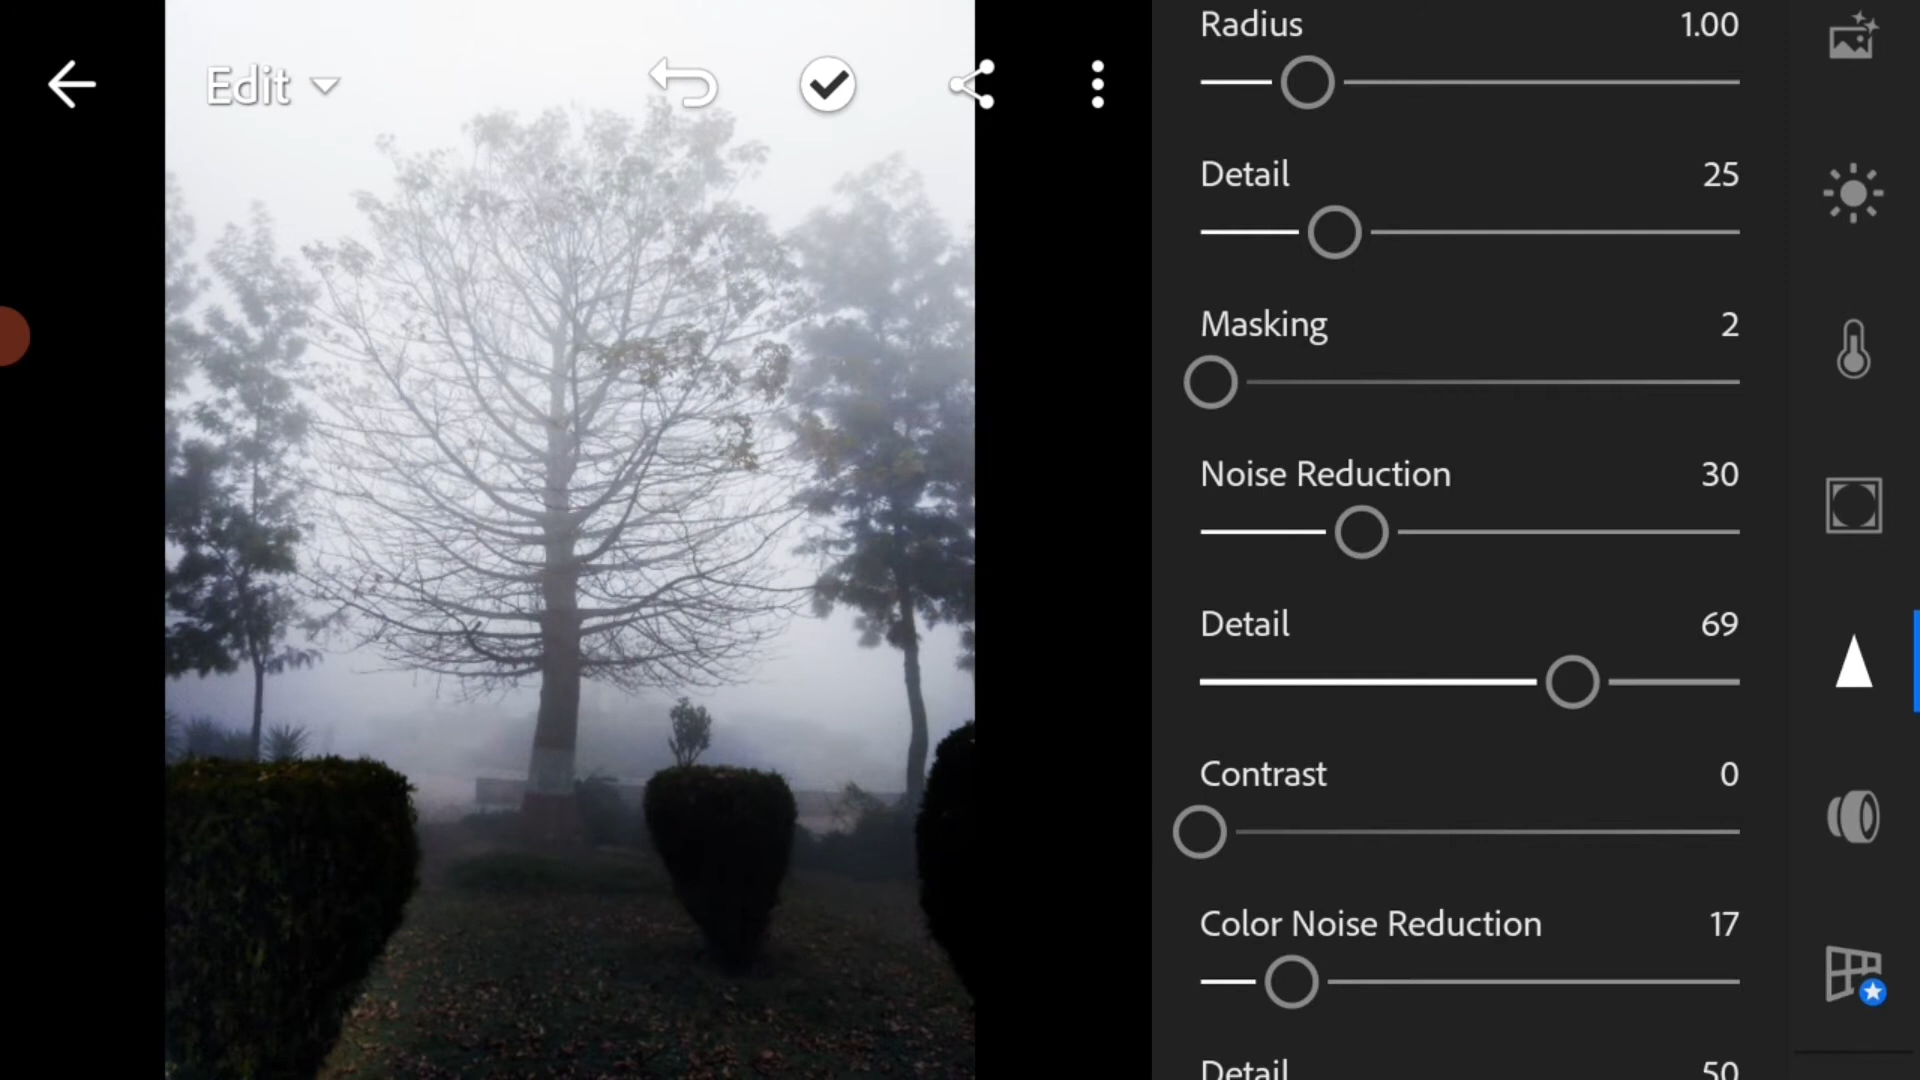 Edit
Radius 1.00
Detail 25
Masking 2
Noise Reduction 30
Detail 69
Contrast 0
Color Noise Reduction 17
Detail 50